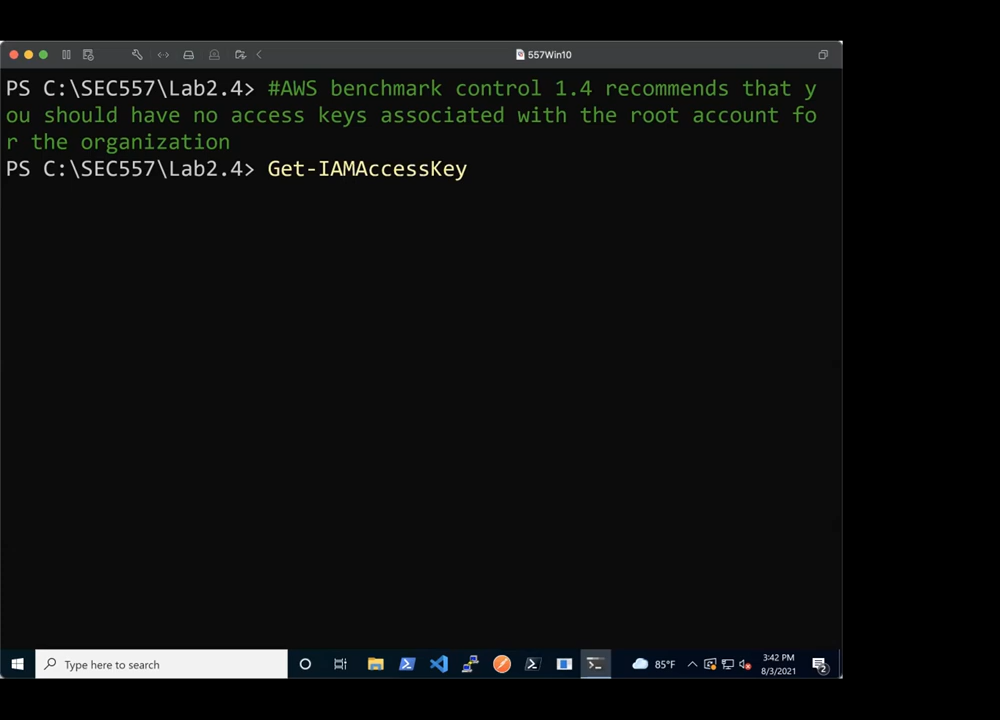 557Win10
PS C:\SEC557\Lab2.4> #AWS benchmark control 1.4 recommends that y
ou should have no access keys associated with the root account fo
r the organization
PS C:\SEC557\Lab2.4> Get-IAMAccessKey
Type here to search
85°F
3:42 PM
8/3/2021
2